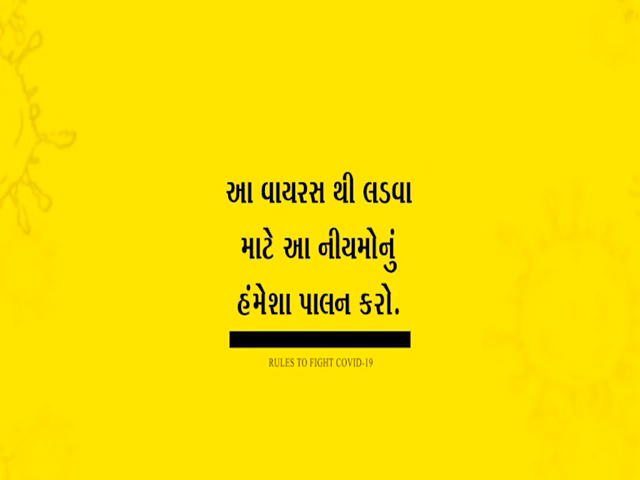 આ વાયરસ થી લડવા
માટે આ નીયમોનું
હંમેશા પાલન કરો.
RULES TO FIGHT COVID-19